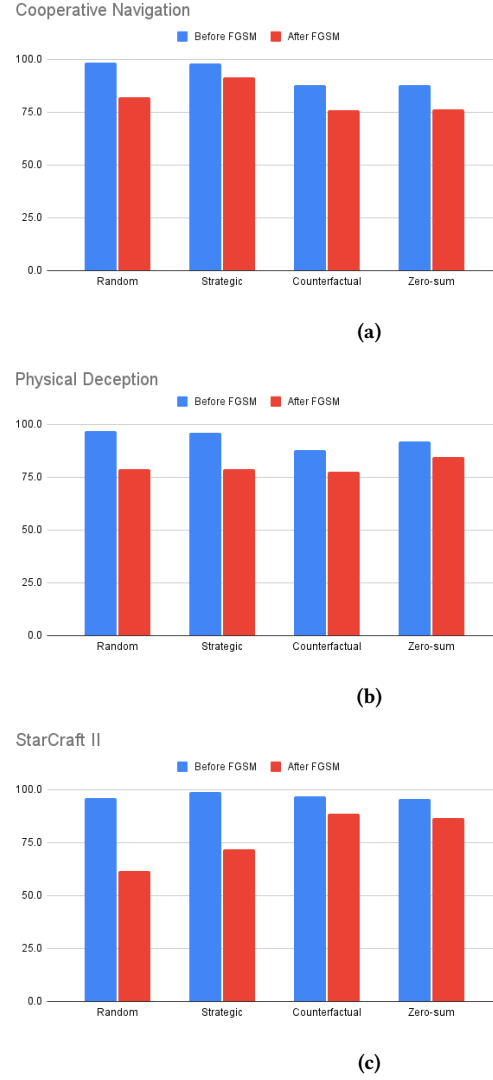 Cooperative Navigation
Before FGSM After FGSM
100.0
75.0
50.0
25.0
0.0
Random Strategic Counterfactual Zero-sum
(a)
Physical Deception
Before FGSM After FGSM
100.0
75.0
50.0
25.0
0.0
Random Strategic Counterfactual Zero-sum
(b)
StarCraft II
Before FGSM After FGSM
100.0
75.0
50.0
25.0
0.0
Random Strategic Counterfactual Zero-sum
(c)